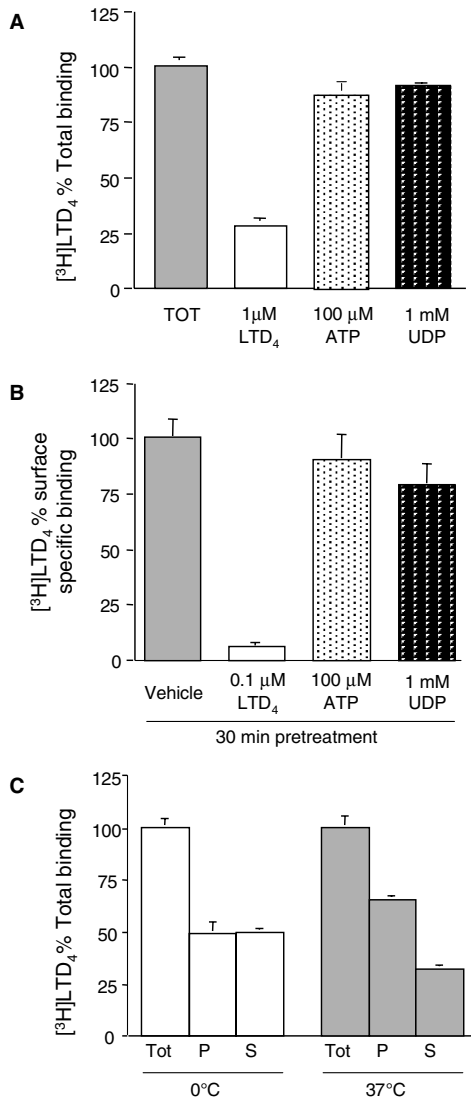 A
[³H]LTD₄ % Total binding
125
100
75
50
25
0
TOT
1μM
LTD₄
100 μM
ATP
1 mM
UDP
B
[³H]LTD₄ % surface
specific binding
125
100
75
50
25
0
Vehicle
0.1 μM
LTD₄
100 μM
ATP
1 mM
UDP
30 min pretreatment
C
[³H]LTD₄% Total binding
125
100
75
50
25
0
Tot P S Tot P S
0°C 37°C